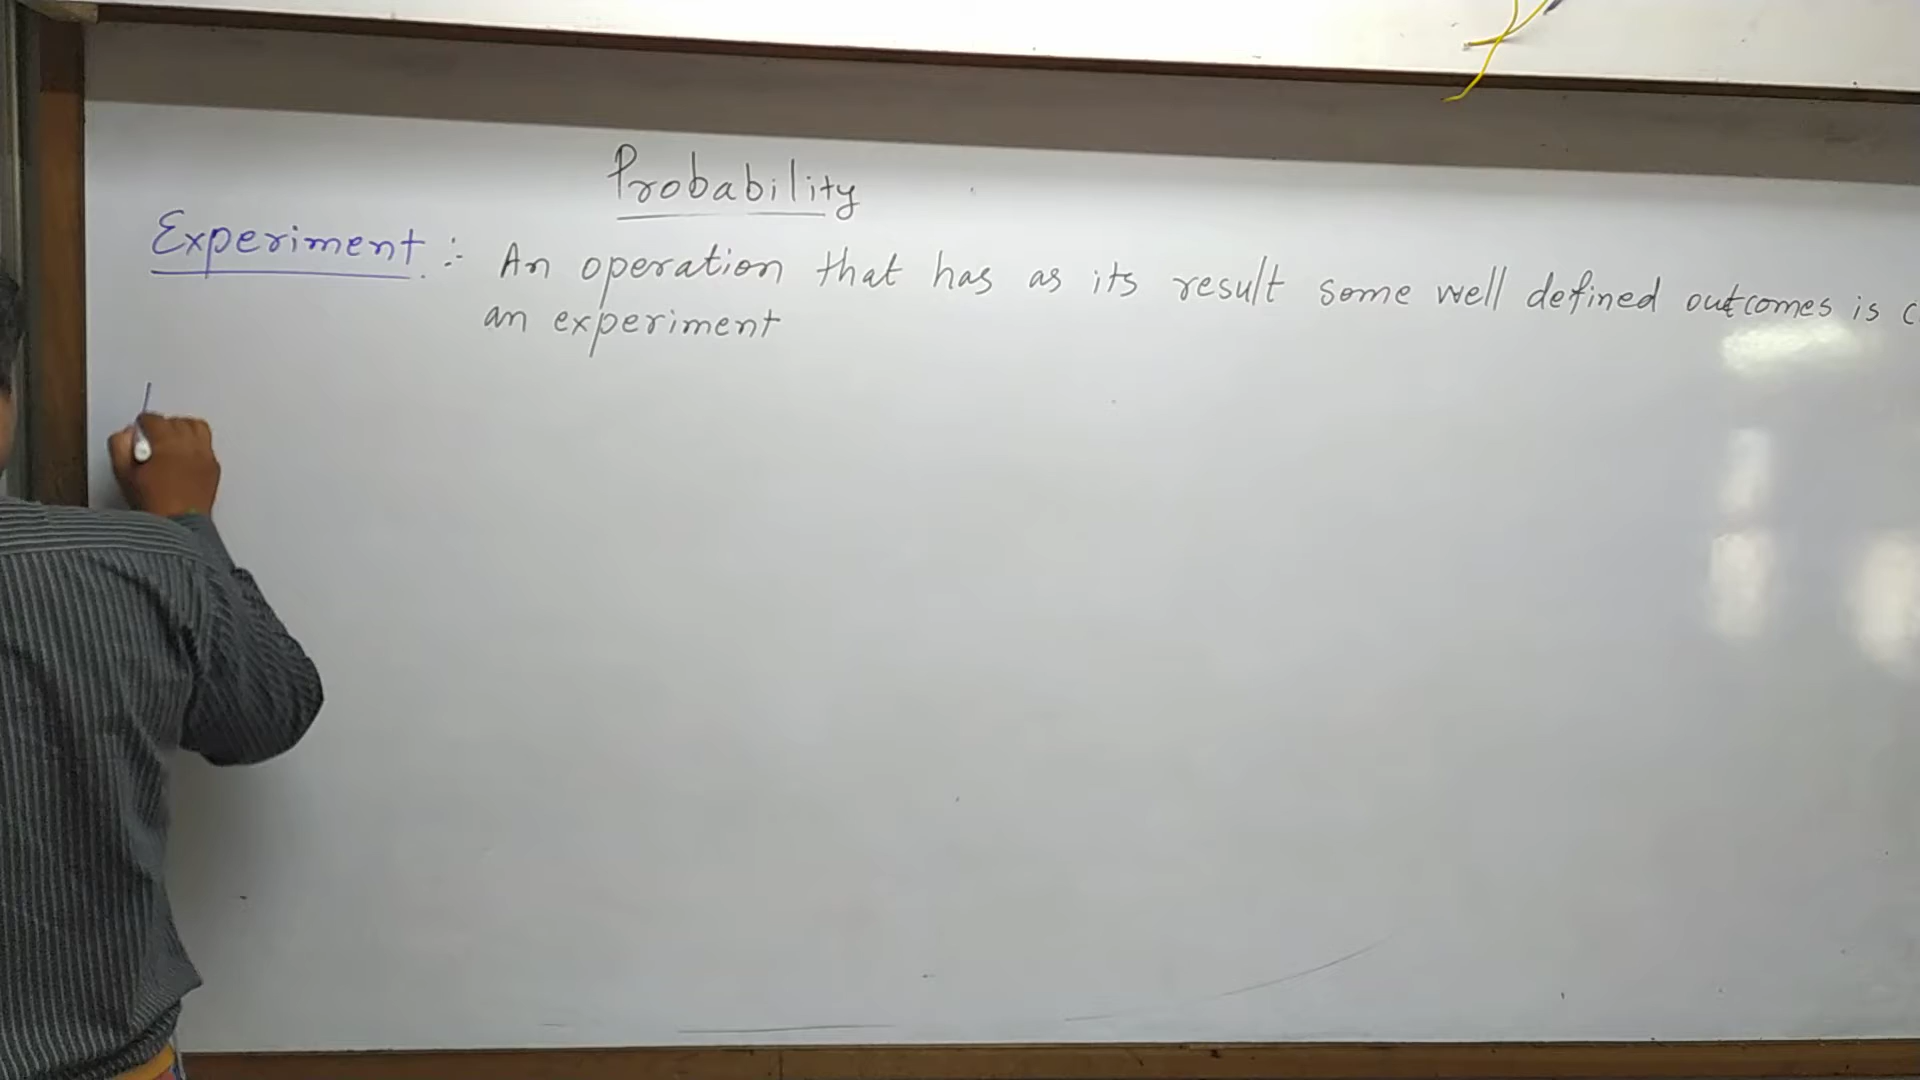 Probability
Experiment :- An operation that has as its result some well defined outcomes is
an experiment